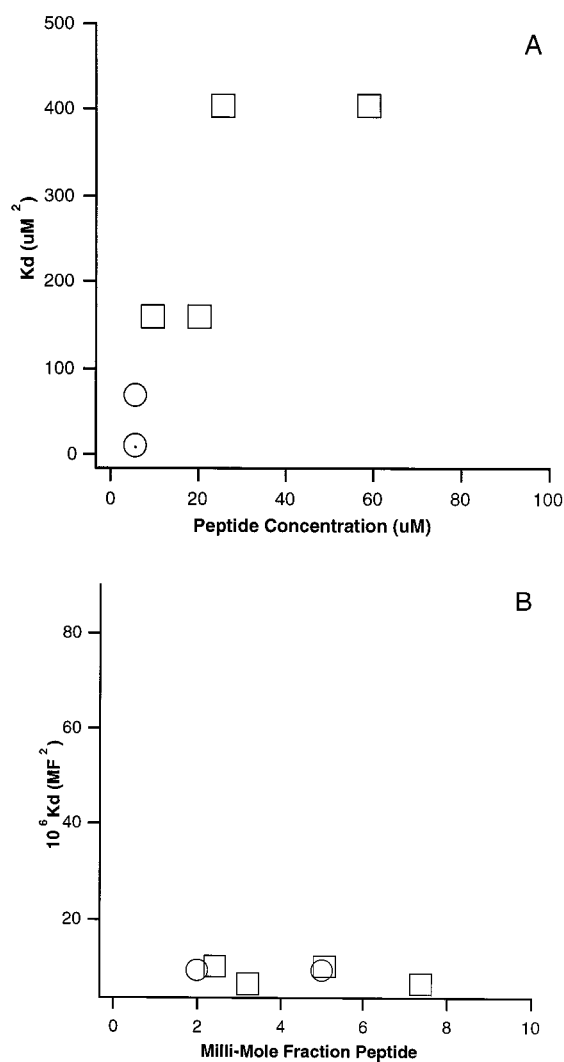 A
500
400
300
200
100
0
Kd (uM 2)
0 20 40 60 80 100
Peptide Concentration (uM)
B
80
60
40
20
10 6 Kd (MF 2)
0 2 4 6 8 10
Milli-Mole Fraction Peptide